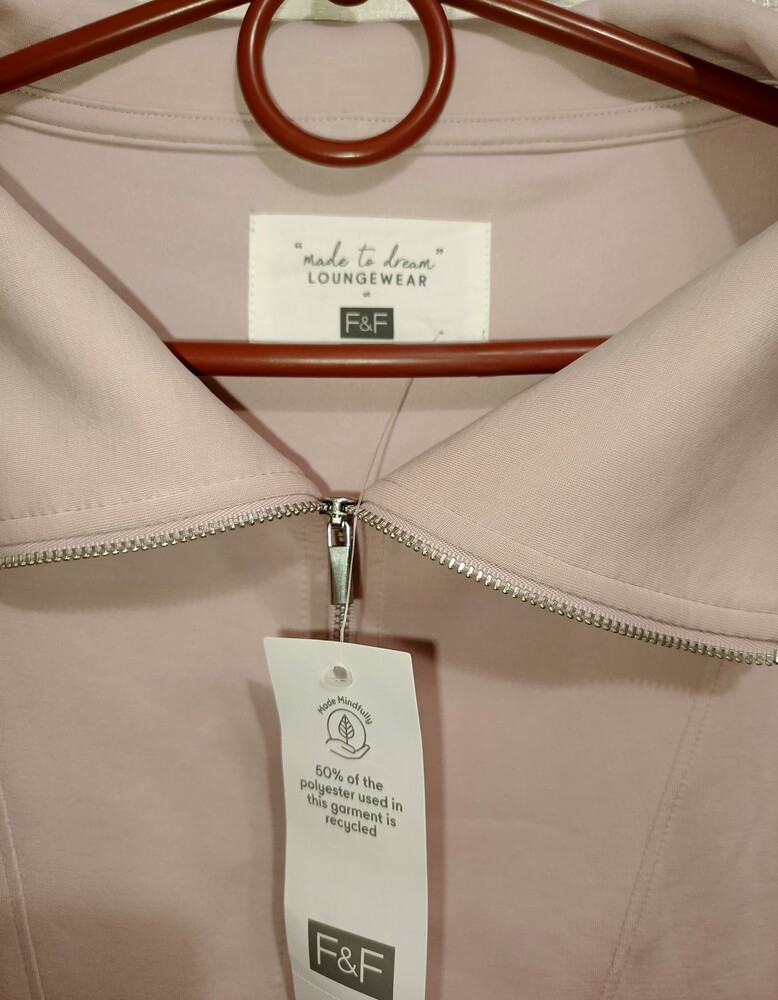 “made to dream”
LOUNGEWEAR
at
F&F
Made Mindfully
50% of the
polyester used in
this garment is
recycled
F&F